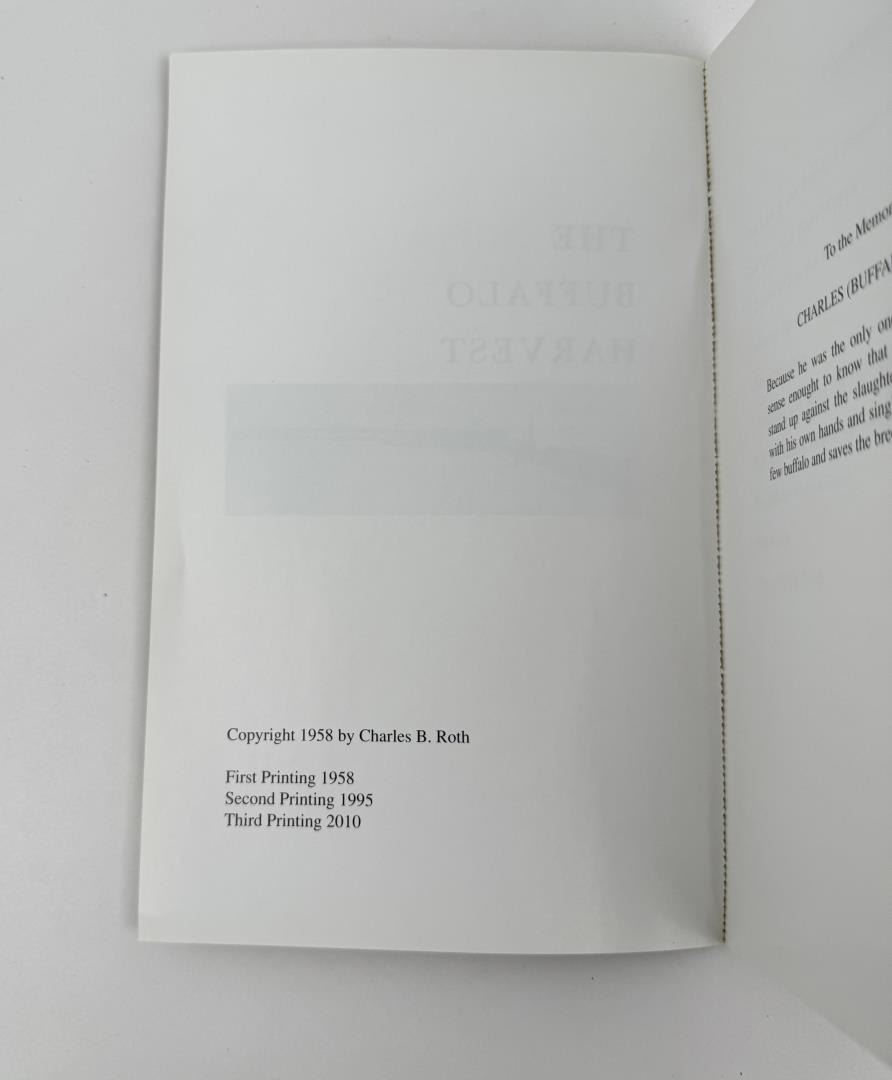 THE
BUFFALO
HARVEST
Copyright 1958 by Charles B. Roth
First Printing 1958
Second Printing 1995
Third Printing 2010
To the Memor
CHARLES (BUFFA
Because he was the only on
sense enought to know that
stand up against the slaught
with his own hands and sing
few buffalo and saves the bre